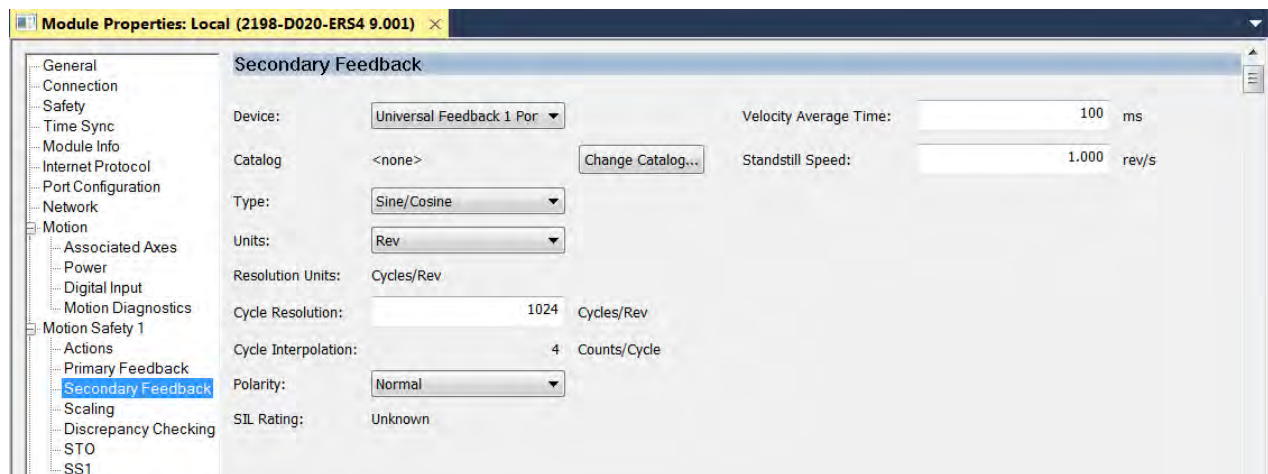 Module Properties: Local (2198-D020-ERS4 9.001)
General
Connection
Safety
Time Sync
Module Info
Internet Protocol
Port Configuration
Network
Motion
Associated Axes
Power
Digital Input
Motion Diagnostics
Motion Safety 1
Actions
Primary Feedback
Secondary Feedback
Scaling
Discrepancy Checking
STO
SS1
Secondary Feedback
Device: Universal Feedback 1 Por
Catalog <none> Change Catalog...
Type: Sine/Cosine
Units: Rev
Resolution Units: Cycles/Rev
Cycle Resolution: 1024 Cycles/Rev
Cycle Interpolation: 4 Counts/Cycle
Polarity: Normal
SIL Rating: Unknown
Velocity Average Time: 100 ms
Standstill Speed: 1.000 rev/s